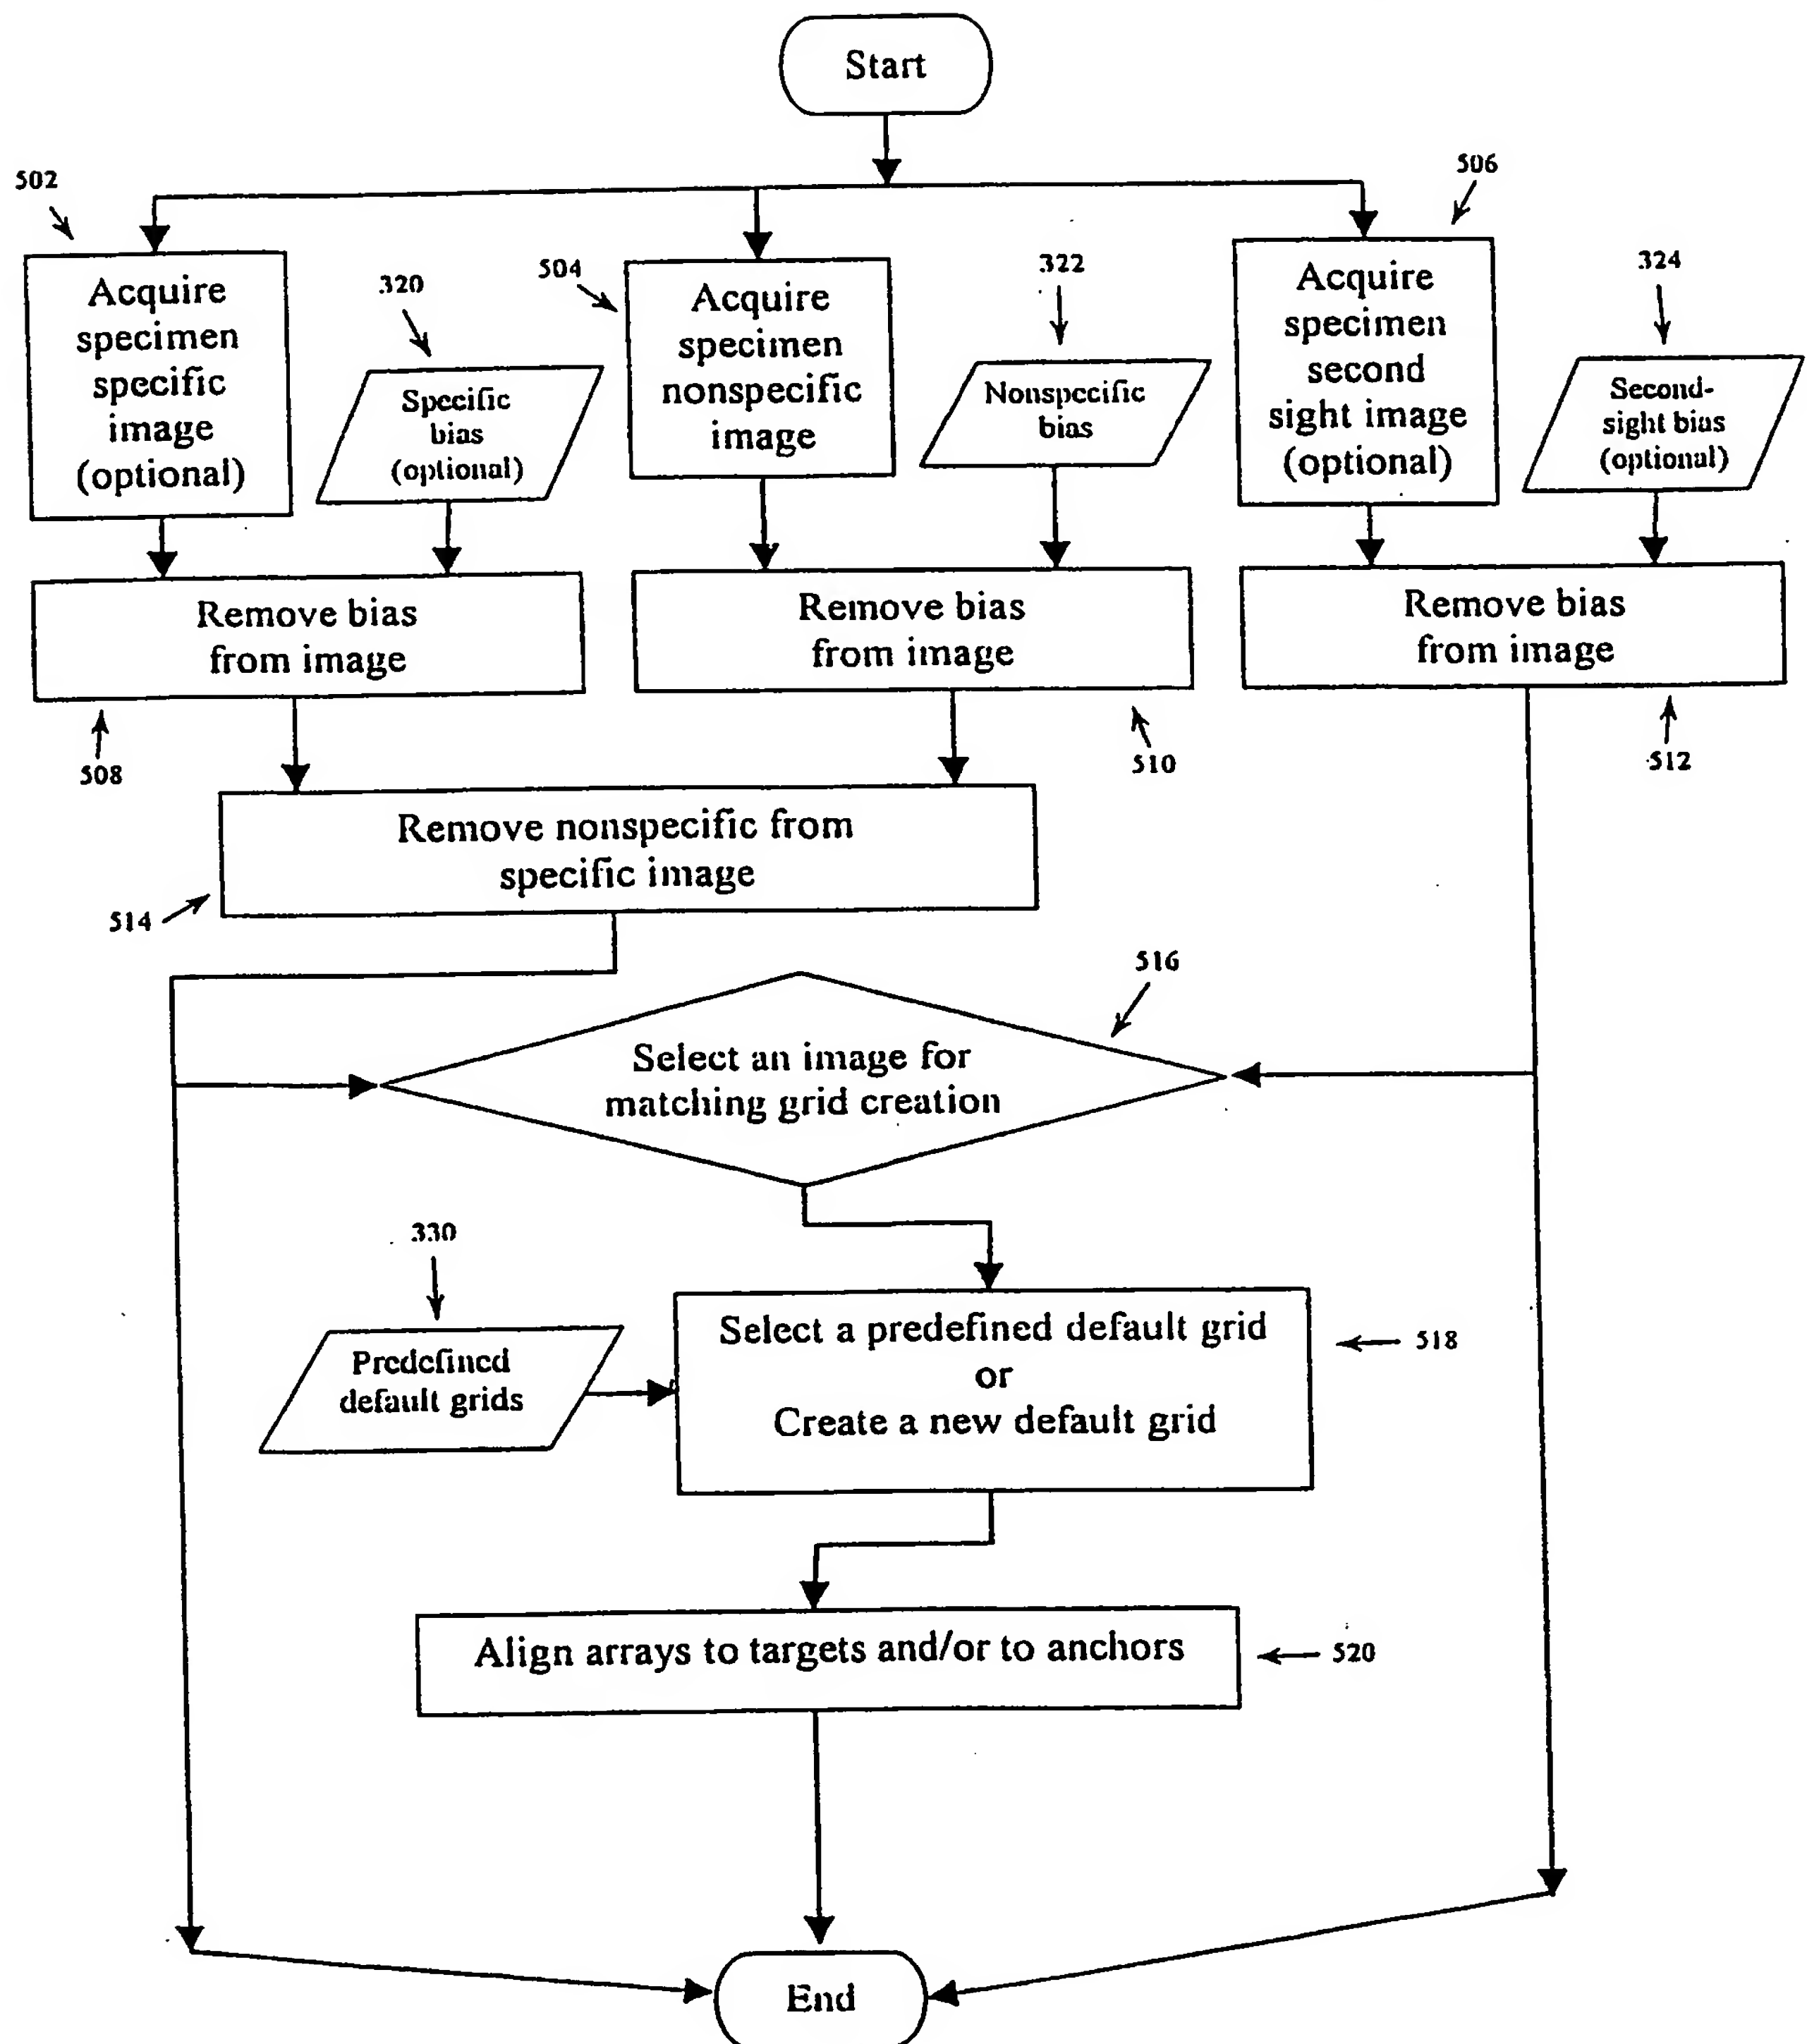 Start
502
506
Acquire
specimen
specific
image
(optional)
320
Specific
bias
(optional)
504
Acquire
specimen
nonspecific
image
322
Nonspecific
bias
Acquire
specimen
second
sight image
(optional)
324
Second-
sight bias
(optional)
Remove bias
from image
Remove bias
from image
Remove bias
from image
508
510
512
Remove nonspecific from
specific image
514
516
Select an image for
matching grid creation
330
Predefined
default grids
Select a predefined default grid
or
Create a new default grid
518
Align arrays to targets and/or to anchors
520
End